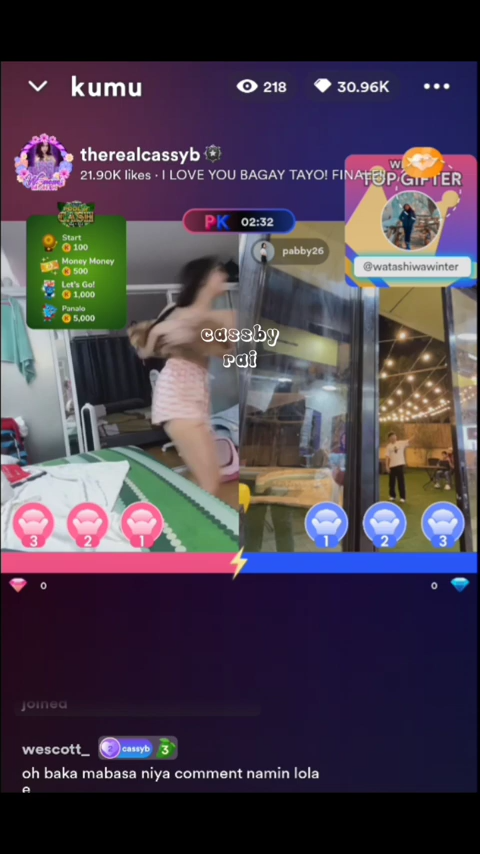 kumu
218
30.96K
therealcassyb
21.90K likes · I LOVE YOU BAGAY TAYO! FINALE!
TOP GIFTER
@watashiwawinter
CASH
Start
100
Money Money
500
Let's Go!
1,000
Panalo
5,000
PK 02:32
pabby26
cassby
rai
3 2 1
1 2 3
0
0
joined
wescott_ cassyb 3
oh baka mabasa niya comment namin lola
e